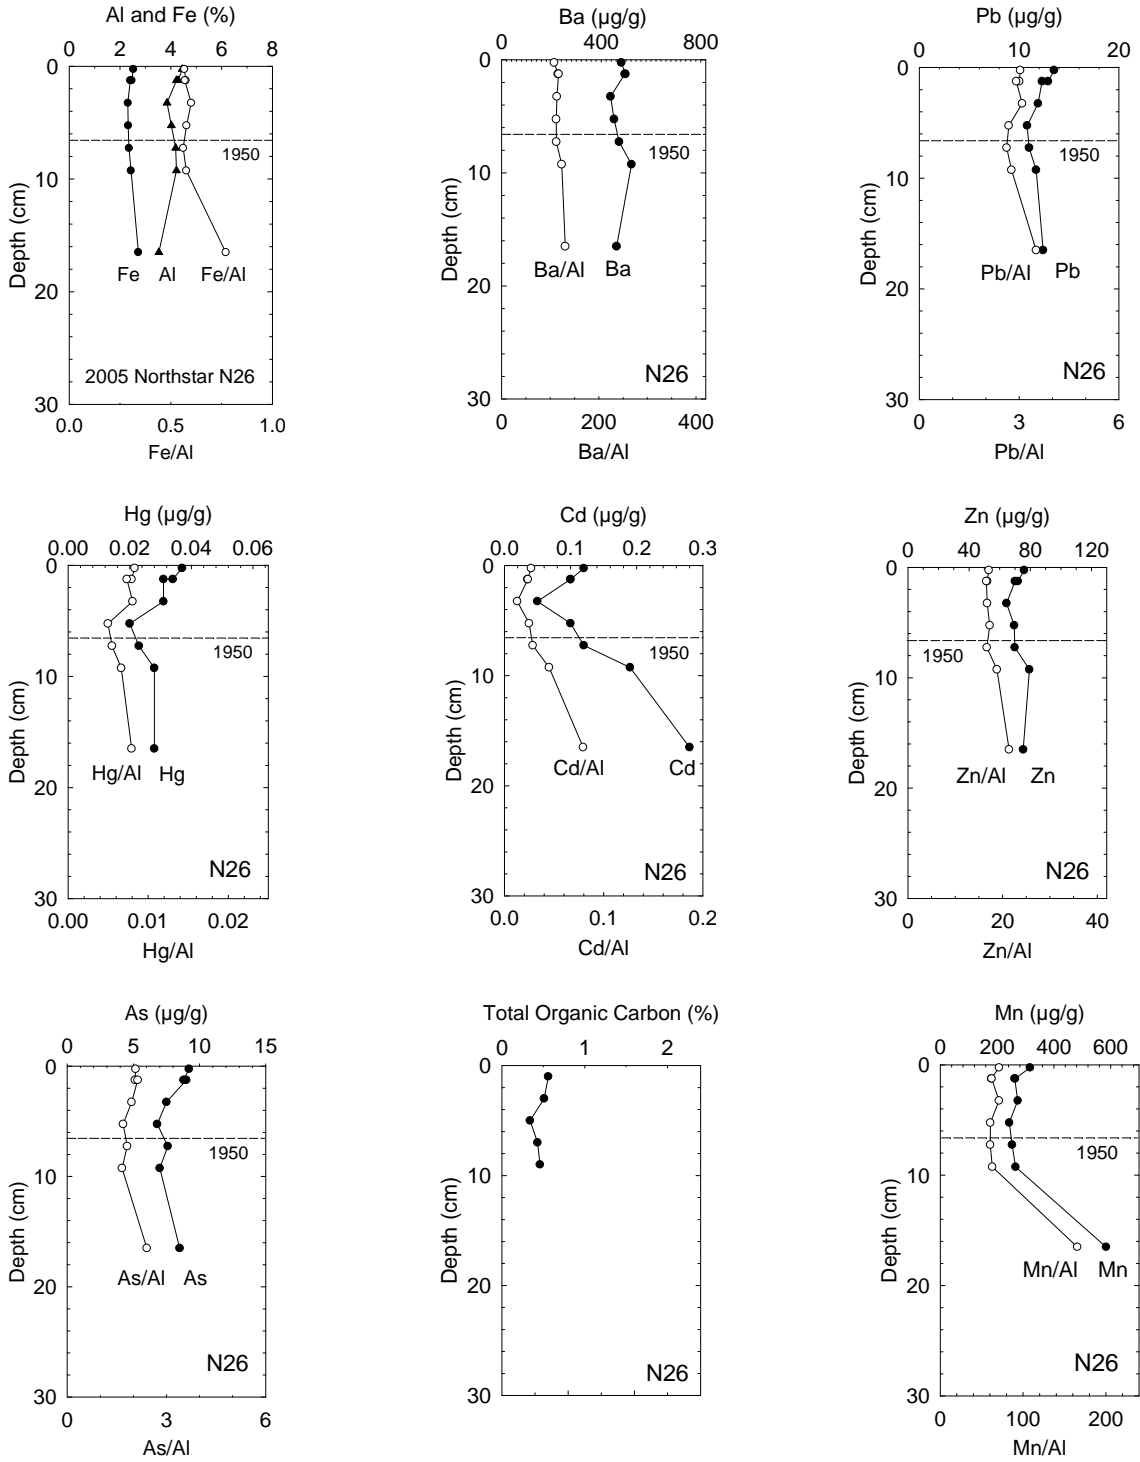 Al and Fe (%)
0 2 4 6 8
0
10
20
30
Depth (cm)
1950
Fe Al Fe/Al
2005 Northstar N26
0.0 0.5 1.0
Fe/Al
Ba (µg/g)
0 400 800
0
10
20
30
Depth (cm)
1950
Ba/Al Ba
N26
0 200 400
Ba/Al
Pb (µg/g)
0 10 20
0
10
20
30
Depth (cm)
1950
Pb/Al Pb
N26
0 3 6
Pb/Al
Hg (µg/g)
0.00 0.02 0.04 0.06
0
10
20
30
Depth (cm)
1950
Hg/Al Hg
N26
0.00 0.01 0.02
Hg/Al
Cd (µg/g)
0.0 0.1 0.2 0.3
0
10
20
30
Depth (cm)
1950
Cd/Al Cd
N26
0.0 0.1 0.2
Cd/Al
Zn (µg/g)
0 40 80 120
0
10
20
30
Depth (cm)
1950
Zn/Al Zn
N26
0 20 40
Zn/Al
As (µg/g)
0 5 10 15
0
10
20
30
Depth (cm)
1950
As/Al As
N26
0 3 6
As/Al
Total Organic Carbon (%)
0 1 2
0
10
20
30
Depth (cm)
N26
Mn (µg/g)
0 200 400 600
0
10
20
30
Depth (cm)
1950
Mn/Al Mn
N26
0 100 200
Mn/Al